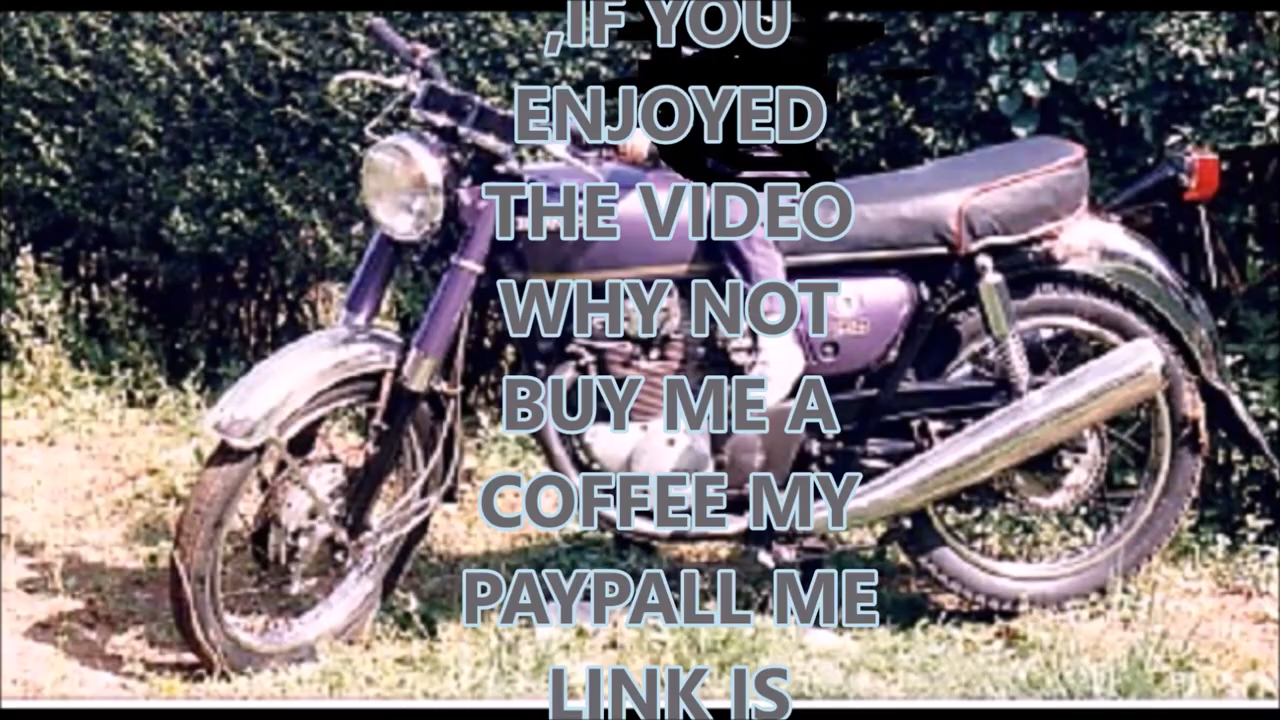 ,IF YOU
ENJOYED
THE VIDEO
WHY NOT
BUY ME A
COFFEE MY
PAYPALL ME
LINK IS